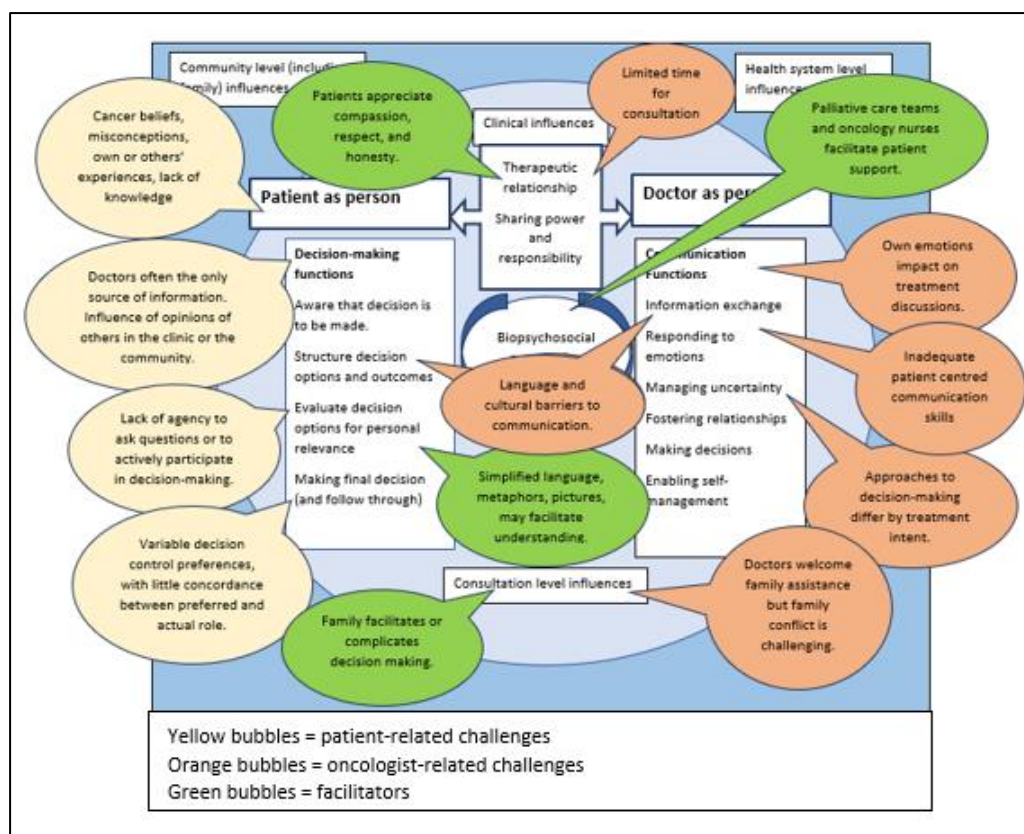 Community level (includi
family) influences
Health system level
influence
Limited time
for
consultation
Patients appreciate
compassion,
respect, and
honesty.
Clinical influences
Palliative care teams
and oncology nurses
facilitate patient
support.
Cancer beliefs,
misconceptions,
own or others'
experiences, lack of
knowledge
Therapeutic
relationship
Sharing power
and
responsibility
Patient as person
Doctor as pers
Doctors often the only
source of information.
Influence of opinions of
others in the clinic or the
community.
Decision-making
functions
Aware that decision is
to be made.
Structure decision
options and outcomes
Evaluate decision
options for personal
relevance
Making final decision
(and follow through)
Biopsychosocial
Communication
Functions
Information exchange
Responding to
emotions
Managing uncertainty
Fostering relationships
Making decisions
Enabling self-
management
Own emotions
impact on
treatment
discussions.
Inadequate
patient centred
communication
skills
Language and
cultural barriers to
communication.
Lack of agency to
ask questions or to
actively participate
in decision-making.
Simplified language,
metaphors, pictures,
may facilitate
understanding.
Approaches to
decision-making
differ by treatment
intent.
Variable decision
control preferences,
with little concordance
between preferred and
actual role.
Consultation level influences
Family facilitates or
complicates
decision making.
Doctors welcome
family assistance
but family
conflict is
challenging.
Yellow bubbles = patient-related challenges
Orange bubbles = oncologist-related challenges
Green bubbles = facilitators